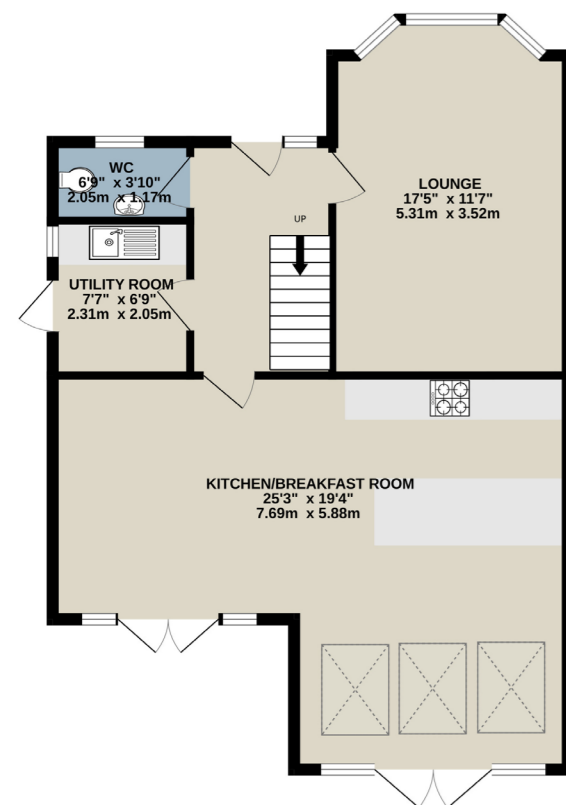 WC
6'9" x 3'10"
2.05m x 1.17m
LOUNGE
17'5" x 11'7"
5.31m x 3.52m
UP
UTILITY ROOM
7'7" x 6'9"
2.31m x 2.05m
KITCHEN/BREAKFAST ROOM
25'3" x 19'4"
7.69m x 5.88m